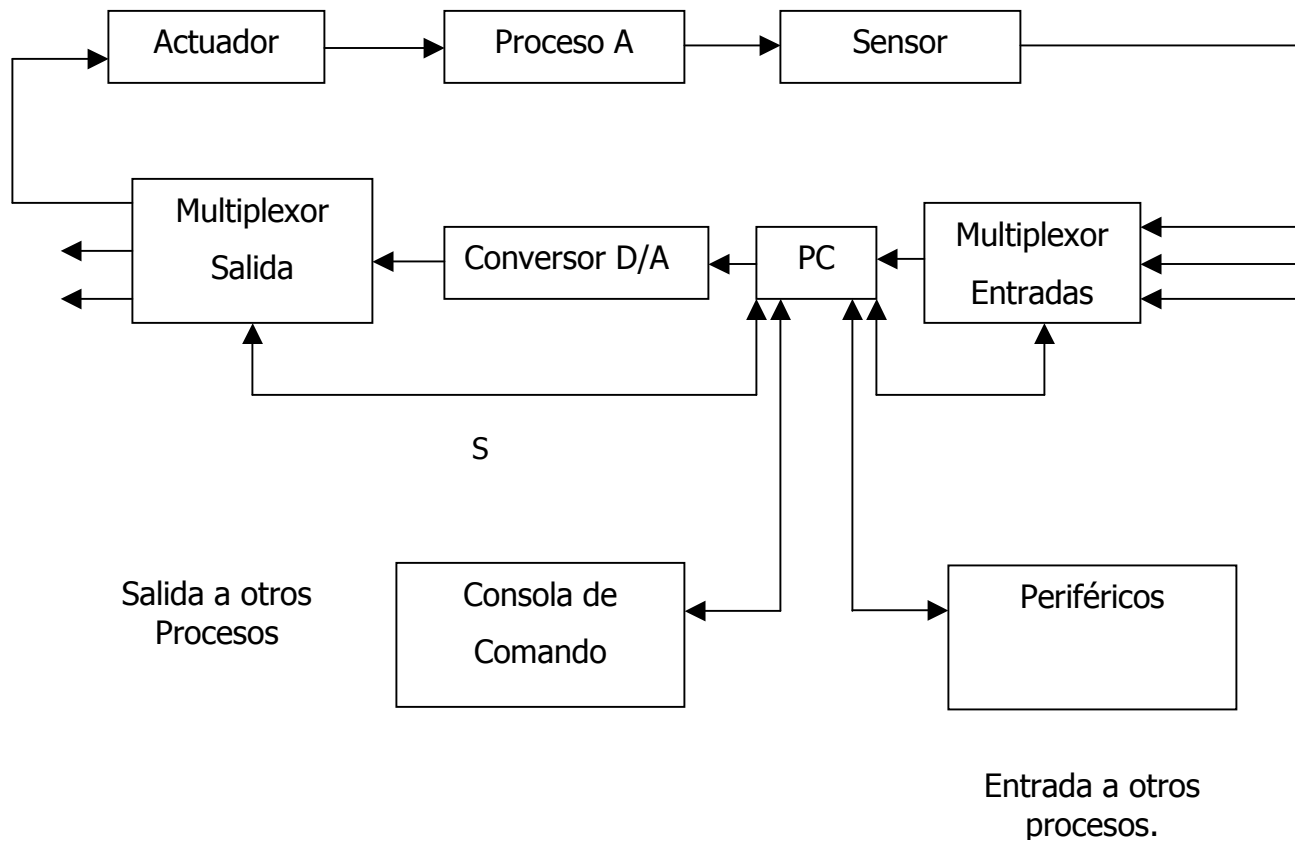 Actuador
Proceso A
Sensor
Multiplexor
Salida
Conversor D/A
PC
Multiplexor
Entradas
S
Salida a otros
Procesos
Consola de
Comando
Periféricos
Entrada a otros
procesos.